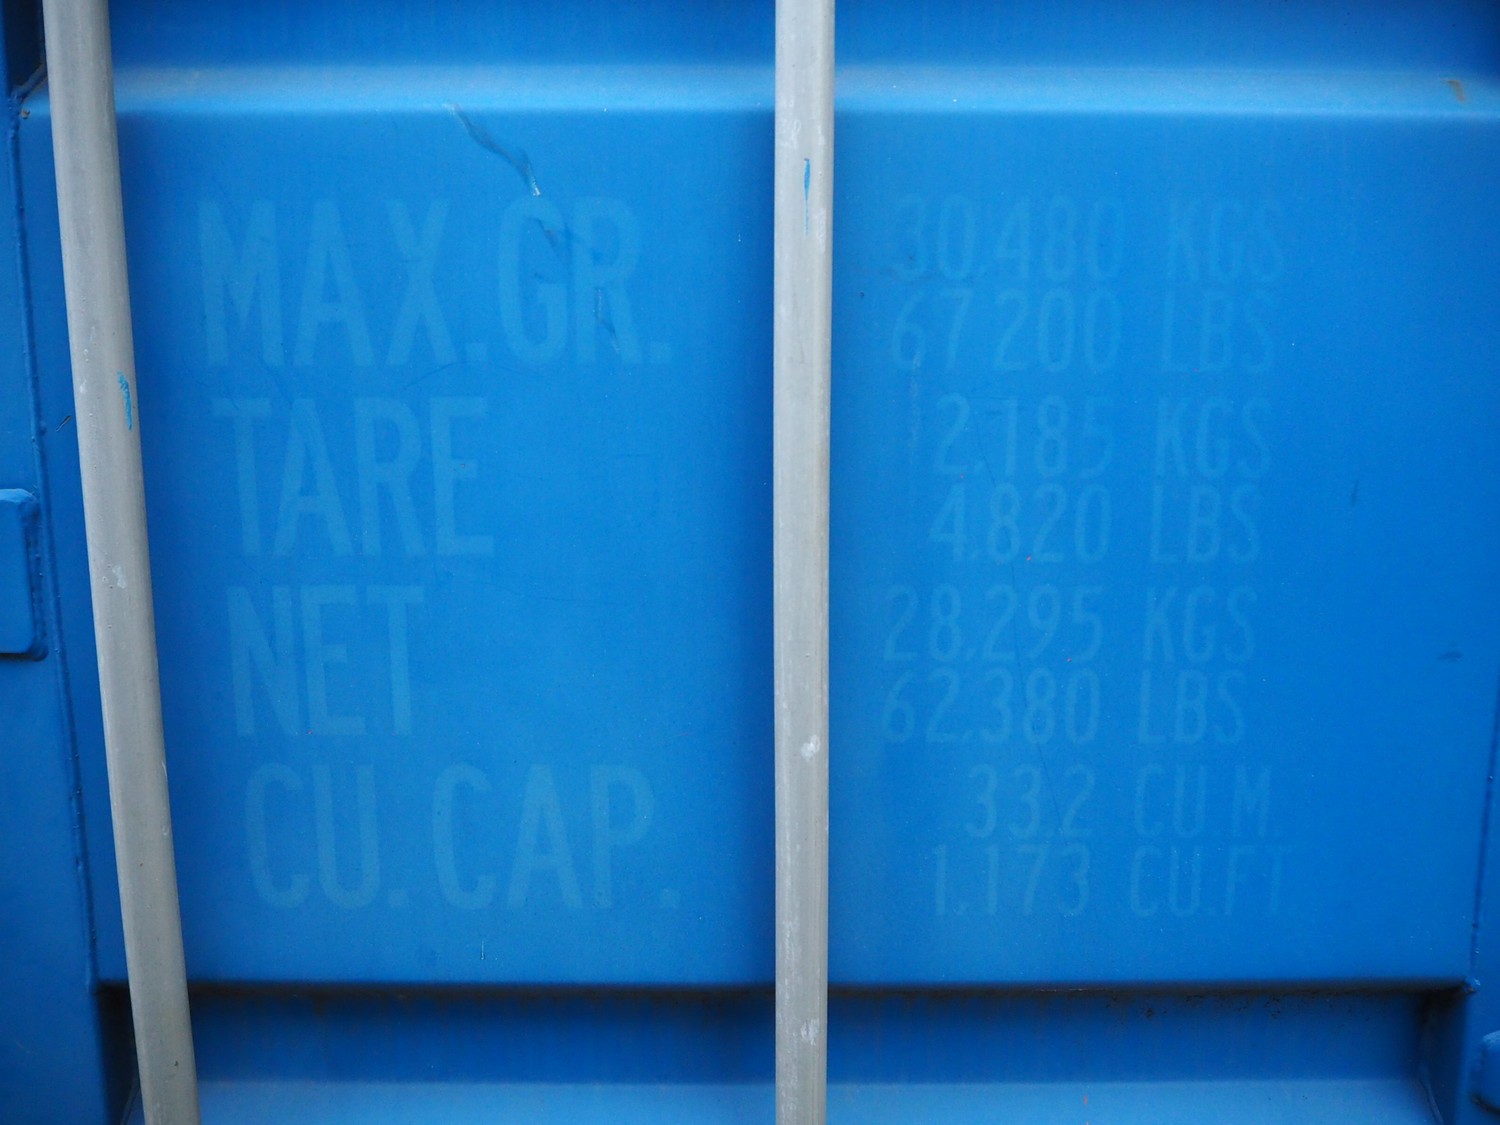 MAX.GR. 30.480 KGS
67.200 LBS
TARE 2.185 KGS
4.820 LBS
NET 28.295 KGS
62.380 LBS
CU.CAP. 33.2 CU.M.
1.173 CU.FT